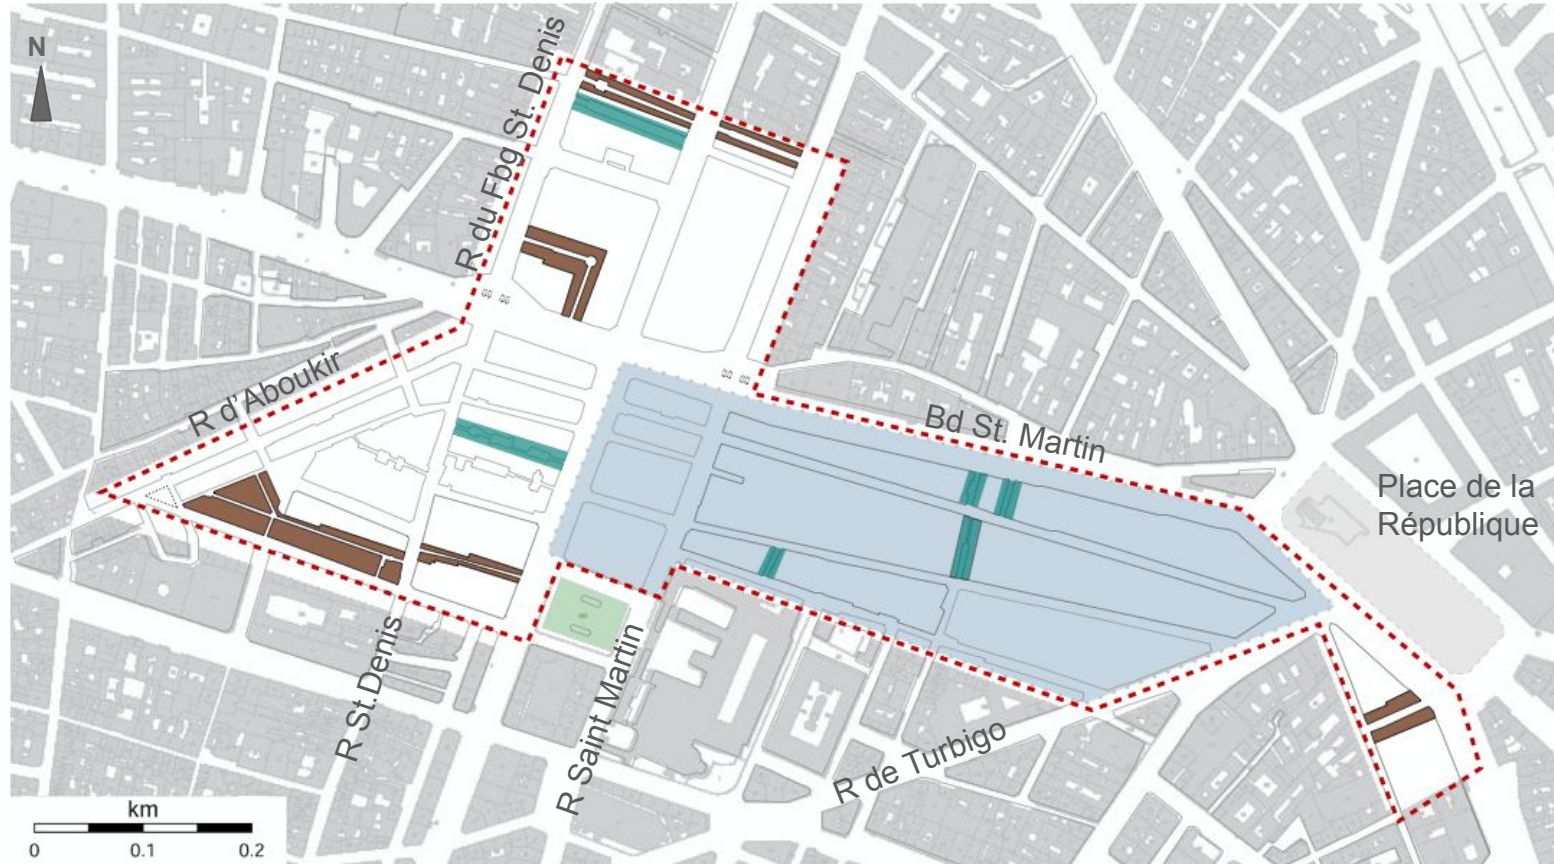 N
R du Fbg St. Denis
R d'Aboukir
Bd St. Martin
Place de la
République
R St.Denis
R Saint Martin
R de Turbigo
km
0 0.1 0.2